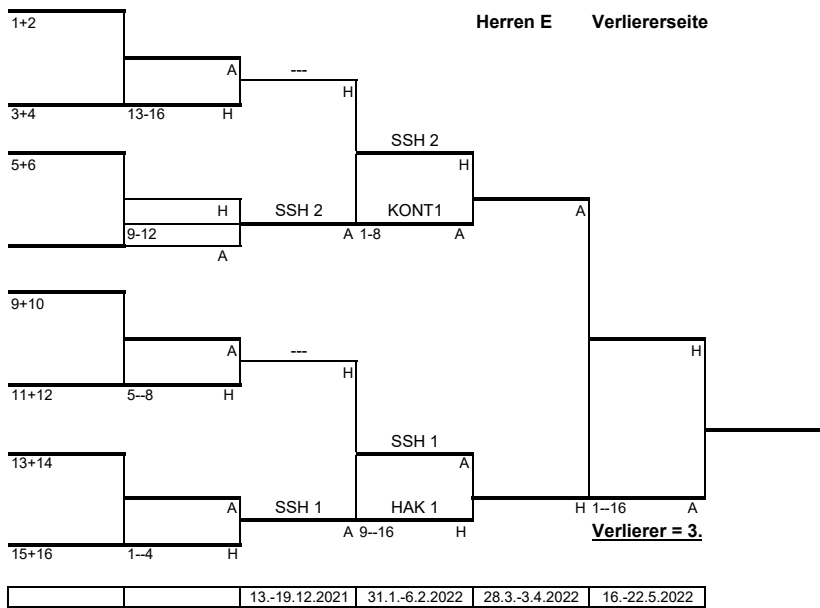 1+2
Herren E Verliererseite
A
---
H
3+4 13-16 H
SSH 2
5+6
H
H SSH 2 KONT1 A
9-12 A 1-8 A
A
9+10
A
---
H
H
11+12 5--8 H
SSH 1
13+14
A
A SSH 1 HAK 1 H 1--16 A
A 9--16 H
Verlierer = 3.
15+16 1--4 H
13.-19.12.2021 31.1.-6.2.2022 28.3.-3.4.2022 16.-22.5.2022